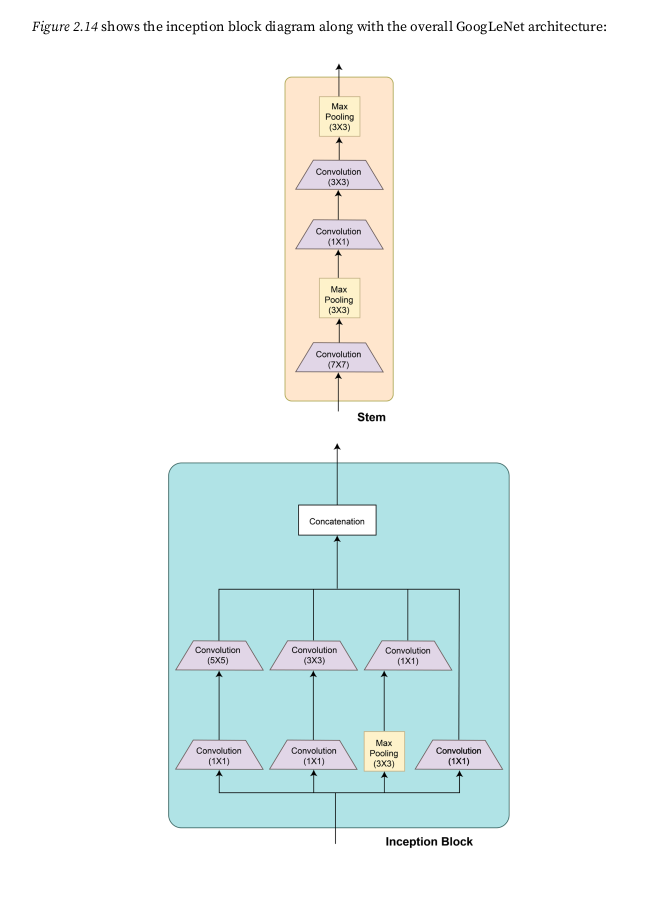 Figure 2.14 shows the inception block diagram along with the overall GoogLeNet architecture:
Max
Pooling
(3X3)
Convolution
(3X3)
Convolution
(1X1)
Max
Pooling
(3X3)
Convolution
(7X7)
Stem
Concatenation
Convolution
(5X5)
Convolution
(3X3)
Convolution
(1X1)
Convolution
(1X1)
Convolution
(1X1)
Max
Pooling
(3X3)
Convolution
(1X1)
Inception Block